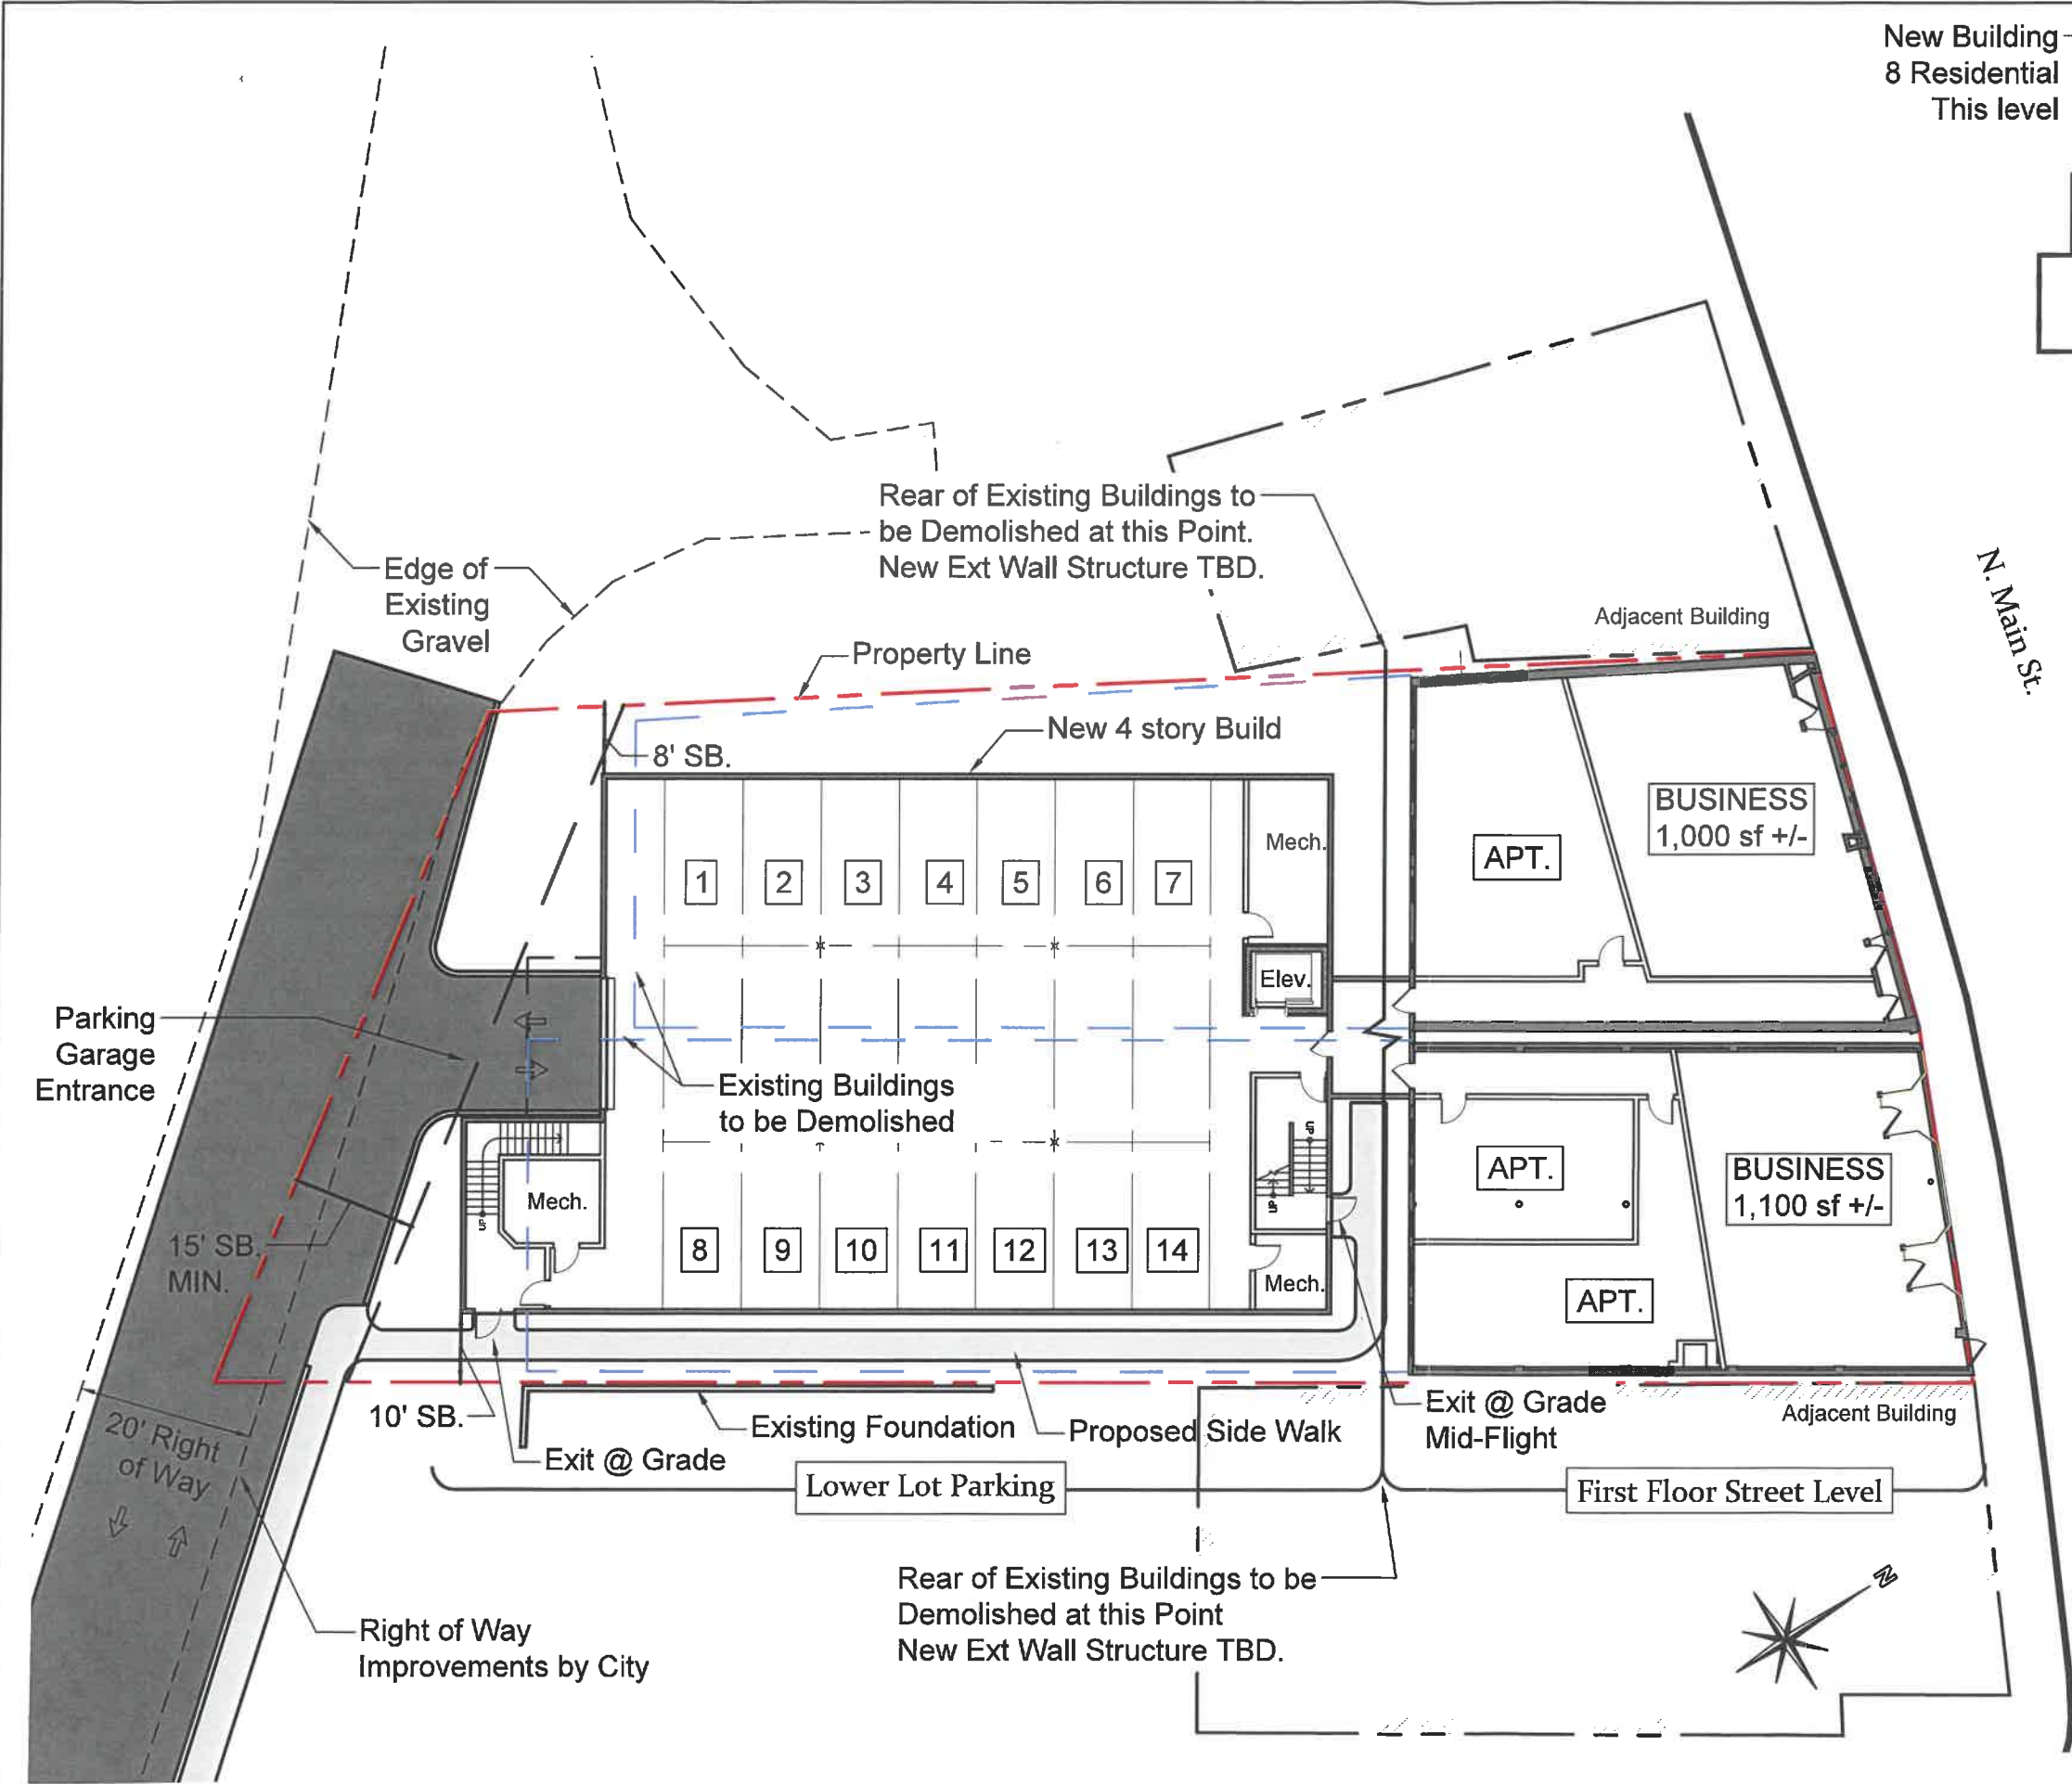 New Building
8 Residential
This level
Rear of Existing Buildings to
be Demolished at this Point.
New Ext Wall Structure TBD.
N. Main St.
Edge of
Existing
Gravel
Adjacent Building
Property Line
New 4 story Build
8' SB.
BUSINESS
1,000 sf +/-
Mech.
APT.
1
2
3
4
5
6
7
Elev.
Parking
Garage
Entrance
Existing Buildings
to be Demolished
UP
APT.
BUSINESS
1,100 sf +/-
Mech.
UP
UP
15' SB.
MIN.
8
9
10
11
12
13
14
Mech.
APT.
10' SB.
Existing Foundation
Proposed Side Walk
Exit @ Grade
Mid-Flight
Adjacent Building
20' Right
of Way
Exit @ Grade
Lower Lot Parking
First Floor Street Level
Rear of Existing Buildings to be
Demolished at this Point
New Ext Wall Structure TBD.
N
Right of Way
Improvements by City